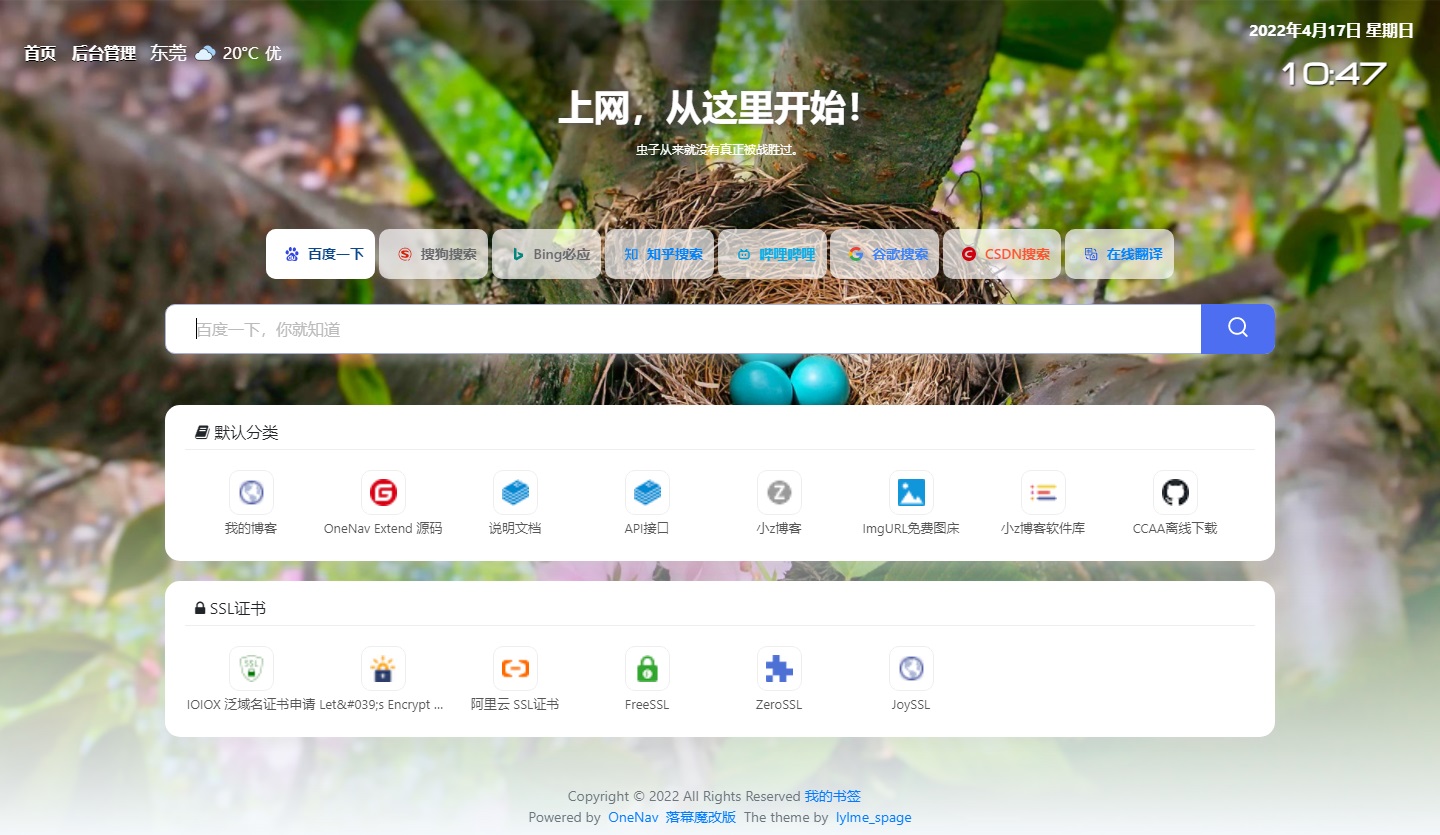 首页 后台管理 东莞 20°C 优
2022年4月17日 星期日
10:47
上网，从这里开始！
虫子从来就没有真正被战胜过。
百度一下 搜狗搜索 Bing必应 知 知乎搜索 哔哩哔哩 谷歌搜索 CSDN搜索 在线翻译
百度一下，你就知道
默认分类
我的博客 OneNav Extend 源码 说明文档 API接口 小z博客 ImgURL免费图床 小z博客软件库 CCAA离线下载
SSL证书
IOIOX 泛域名证书申请 Let&#039;s Encrypt ... 阿里云 SSL证书 FreeSSL ZeroSSL JoySSL
Copyright © 2022 All Rights Reserved 我的书签
Powered by OneNav 落幕魔改版 The theme by lylme_spage